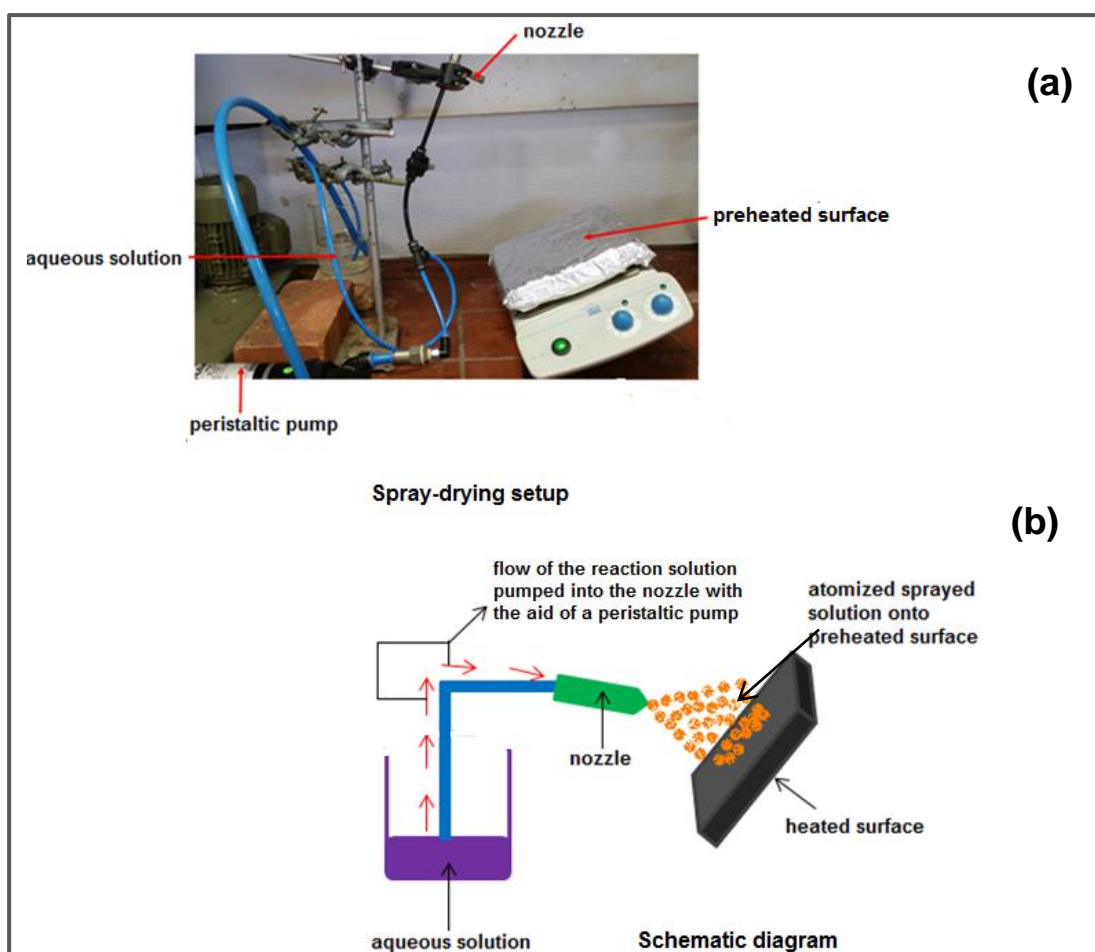 nozzle
(a)
preheated surface
aqueous solution
peristaltic pump
Spray-drying setup
(b)
flow of the reaction solution
pumped into the nozzle with
the aid of a peristaltic pump
atomized sprayed
solution onto
preheated surface
nozzle
heated surface
aqueous solution
Schematic diagram